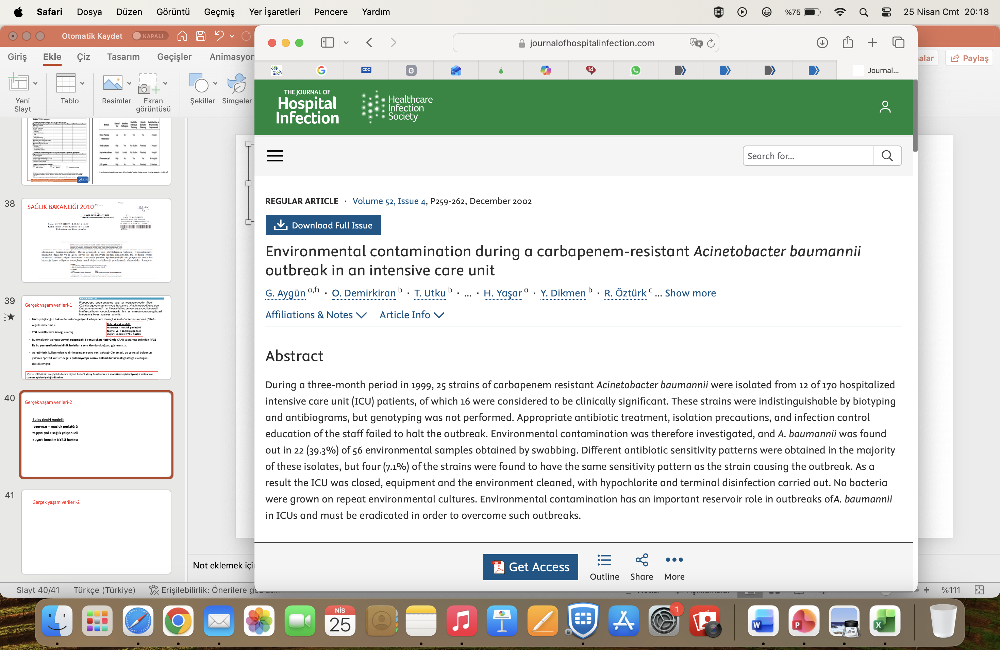 Safari Dosya Düzen Görüntü Geçmiş Yer İşaretleri Pencere Yardım
%75 25 Nisan Cmt 20:18
Otomatik Kaydet KAPALI
Giriş Ekle Çiz Tasarım Geçişler Animasyon
Paylaş
Yeni Slayt
Tablo
Resimler
Ekran görüntüsü
Şekiller
Simgeler
journalofhospitalinfection.com
Journal...
THE JOURNAL OF
Hospital
Infection
Healthcare
Infection
Society
Search for...
REGULAR ARTICLE · Volume 52, Issue 4, P259-262, December 2002
Download Full Issue
Environmental contamination during a carbapenem-resistant Acinetobacter baumannii
outbreak in an intensive care unit
G. Aygün a,f1 · O. Demirkiran b · T. Utku b · ... · H. Yaşar a · Y. Dikmen b · R. Öztürk c ... Show more
Affiliations & Notes Article Info
Abstract
During a three-month period in 1999, 25 strains of carbapenem resistant Acinetobacter baumannii were isolated from 12 of 170 hospitalized
intensive care unit (ICU) patients, of which 16 were considered to be clinically significant. These strains were indistinguishable by biotyping
and antibiograms, but genotyping was not performed. Appropriate antibiotic treatment, isolation precautions, and infection control
education of the staff failed to halt the outbreak. Environmental contamination was therefore investigated, and A. baumannii was found
out in 22 (39.3%) of 56 environmental samples obtained by swabbing. Different antibiotic sensitivity patterns were obtained in the majority
of these isolates, but four (7.1%) of the strains were found to have the same sensitivity pattern as the strain causing the outbreak. As a
result the ICU was closed, equipment and the environment cleaned, with hypochlorite and terminal disinfection carried out. No bacteria
were grown on repeat environmental cultures. Environmental contamination has an important reservoir role in outbreaks ofA. baumannii
in ICUs and must be eradicated in order to overcome such outbreaks.
Get Access
Outline
Share
More
38
SAĞLIK BAKANLIĞI 2010
T.C.
SAĞLIK BAKANLIĞI
39
Gerçek yaşam verileri-1
RESEARCH
Faucet aerators as a reservoir for
Carbapenem-resistant Acinetobacter
baumannii: a healthcare-associated
infection outbreak in a neurosurgical
intensive care unit
• Nöroşirürji yoğun bakım ünitesinde gelişen karbapenem dirençli Acinetobacter baumannii (CRAB)
olgu kümelenmesi
Bulaş zinciri modeli:
rezervuar = musluk perlatörü
taşıyıcı yol = sağlık çalışanı eli
duyarlı konak = NYBÜ hastası
• 200 hedefli çevre örneği alınmış
• Bu örneklerin yalnızca yemek odasındaki bir musluk perlatöründe CRAB saptamış; ardından PFGE
ile bu çevresel izolatın klinik izolatlarla aynı klonda olduğunu göstermiştir.
• Aeratörlerin kullanımdan kaldırılmasından sonra yeni vaka görülmemesi, bu çevresel bulgunun
yalnızca "pozitif kültür" değil, epidemiyolojik olarak anlamlı bir kaynak göstergesi olduğunu
desteklemiştir.
Çevre kültürünün en güçlü kullanım biçimi: hedefli yüzey örneklemesi + moleküler epidemiyoloji + müdahale
sonrası epidemiyolojik düzelme.
40
Gerçek yaşam verileri-2
Bulaş zinciri modeli:
rezervuar = musluk perlatörü
taşıyıcı yol = sağlık çalışanı eli
duyarlı konak = NYBÜ hastası
41
Gerçek yaşam verileri-2
Not eklemek için
Slayt 40/41 Türkçe (Türkiye) Erişilebilirlik: Önerilere göz atın
%111
NİS
25
1